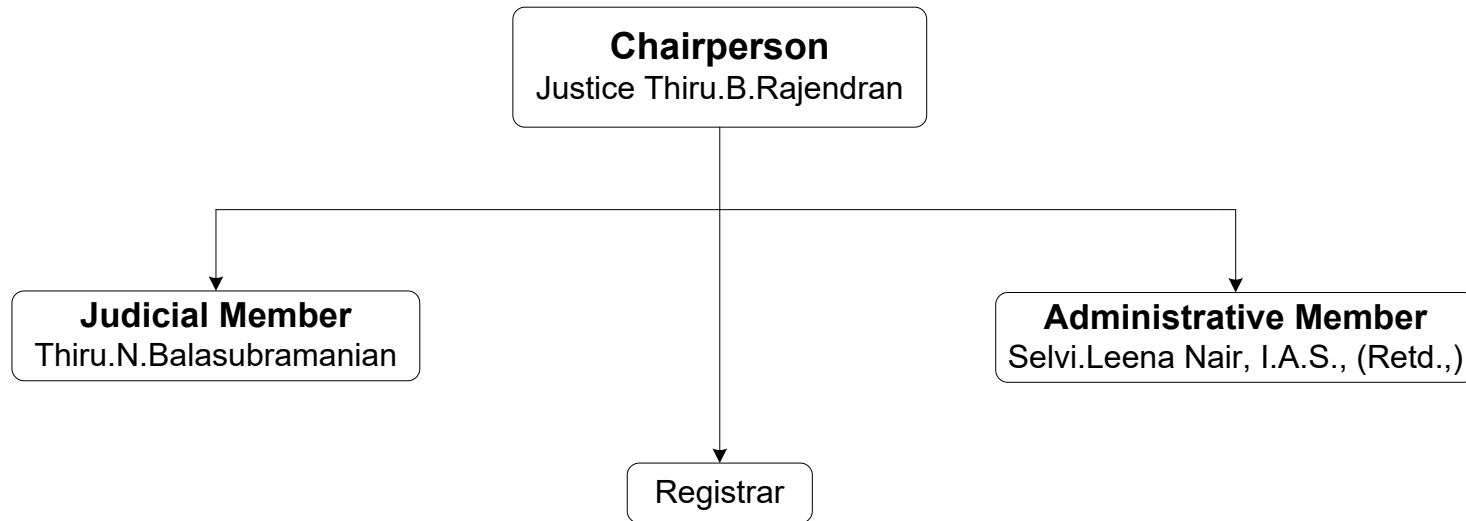 Chairperson
Justice Thiru.B.Rajendran
Judicial Member
Thiru.N.Balasubramanian
Administrative Member
Selvi.Leena Nair, I.A.S., (Retd.,)
Registrar